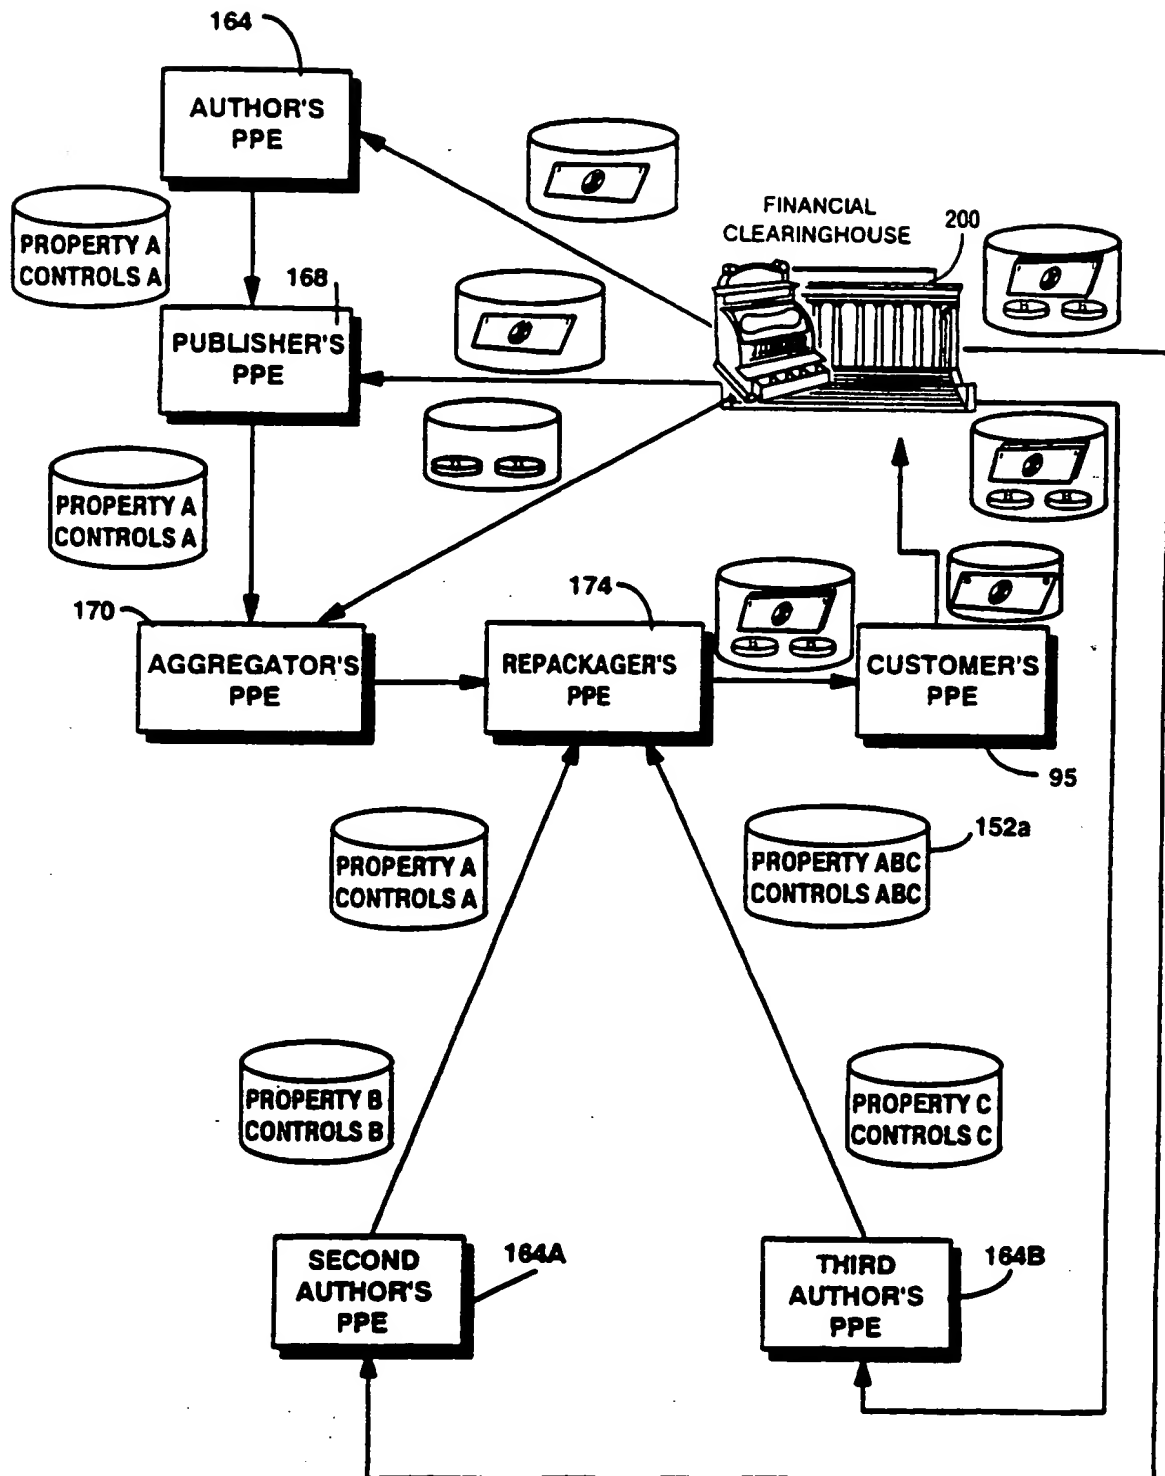 164
AUTHOR'S
PPE
PROPERTY A
CONTROLS A
FINANCIAL
CLEARINGHOUSE
200
168
PUBLISHER'S
PPE
PROPERTY A
CONTROLS A
170
AGGREGATOR'S
PPE
174
REPACKAGER'S
PPE
CUSTOMER'S
PPE
95
PROPERTY A
CONTROLS A
PROPERTY ABC
CONTROLS ABC
152a
PROPERTY B
CONTROLS B
PROPERTY C
CONTROLS C
SECOND
AUTHOR'S
PPE
164A
THIRD
AUTHOR'S
PPE
164B